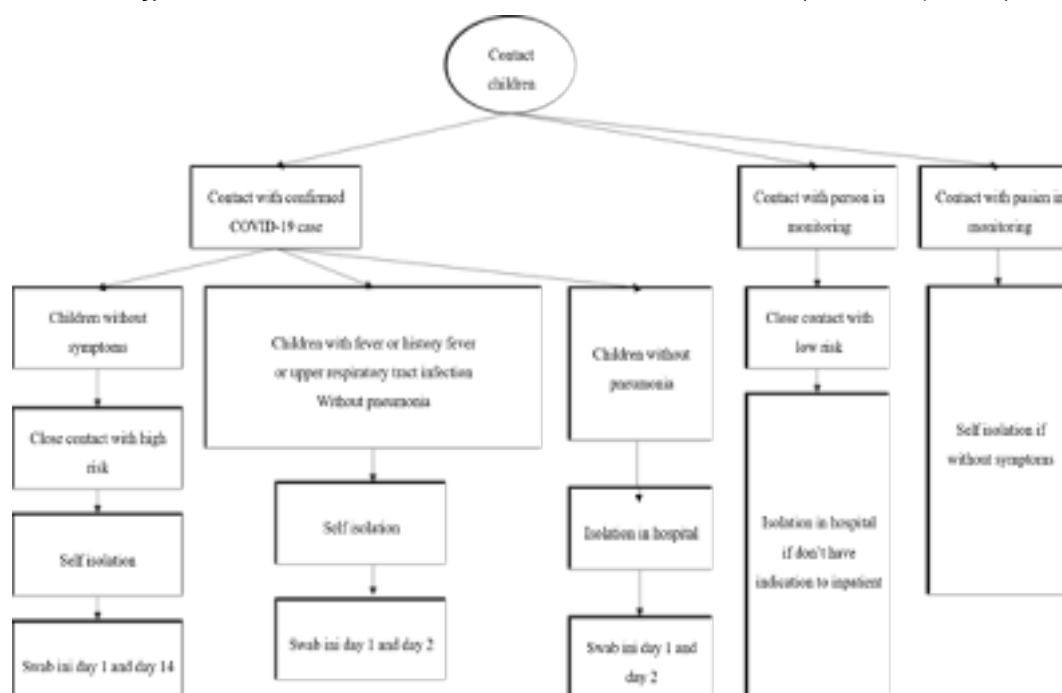 Contact
children
Contact with confirmed
COVID-19 case
Contact with person in
monitoring
Contact with pasien in
monitoring
Children without
symptoms
Children with fever or history fever
or upper respiratory tract infection
Without pneumonia
Children without
pneumonia
Close contact with
low risk
Self isolation if
without symptoms
Close contact with high
risk
Self isolation
Isolation in hospital
Isolation in hospital
if don't have
indication to inpatient
Self isolation
Swab ini day 1 and day 14
Swab ini day 1 and day 2
Swab ini day 1 and
day 2